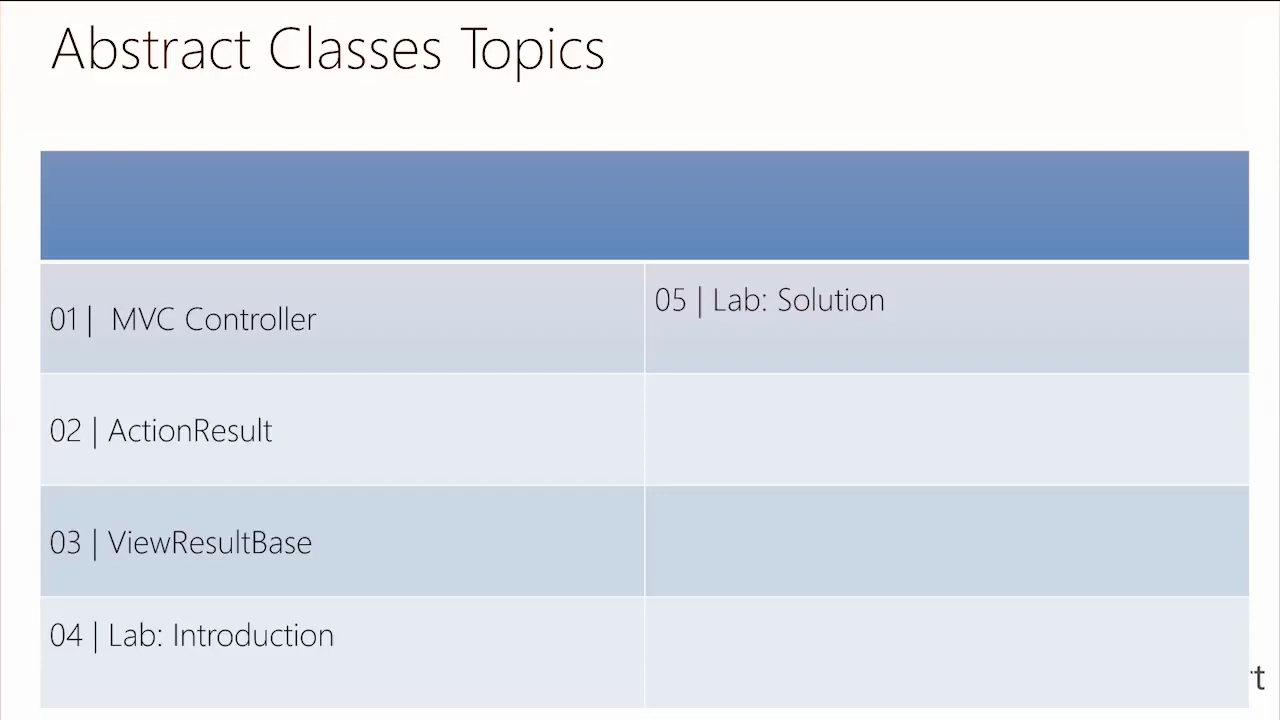 Abstract Classes Topics
01 | MVC Controller
02 | ActionResult
03 | ViewResultBase
04 | Lab: Introduction
05 | Lab: Solution